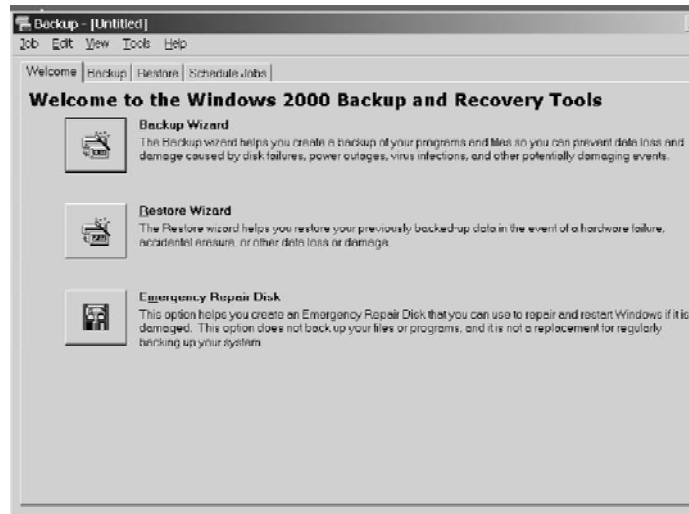 Backup - [Untitled]
Job Edit View Tools Help
Welcome Backup Restore Schedule Jobs
Welcome to the Windows 2000 Backup and Recovery Tools
Backup Wizard
The Backup wizard helps you create a backup of your programs and files so you can prevent data loss and
damage caused by disk failures, power outages, virus infections, and other potentially damaging events.
Restore Wizard
The Restore wizard helps you restore your previously backed-up data in the event of a hardware failure,
accidental erasure, or other data loss or damage.
Emergency Repair Disk
This option helps you create an Emergency Repair Disk that you can use to repair and restart Windows if it is
damaged. This option does not back up your files or programs, and it is not a replacement for regularly
backing up your system.